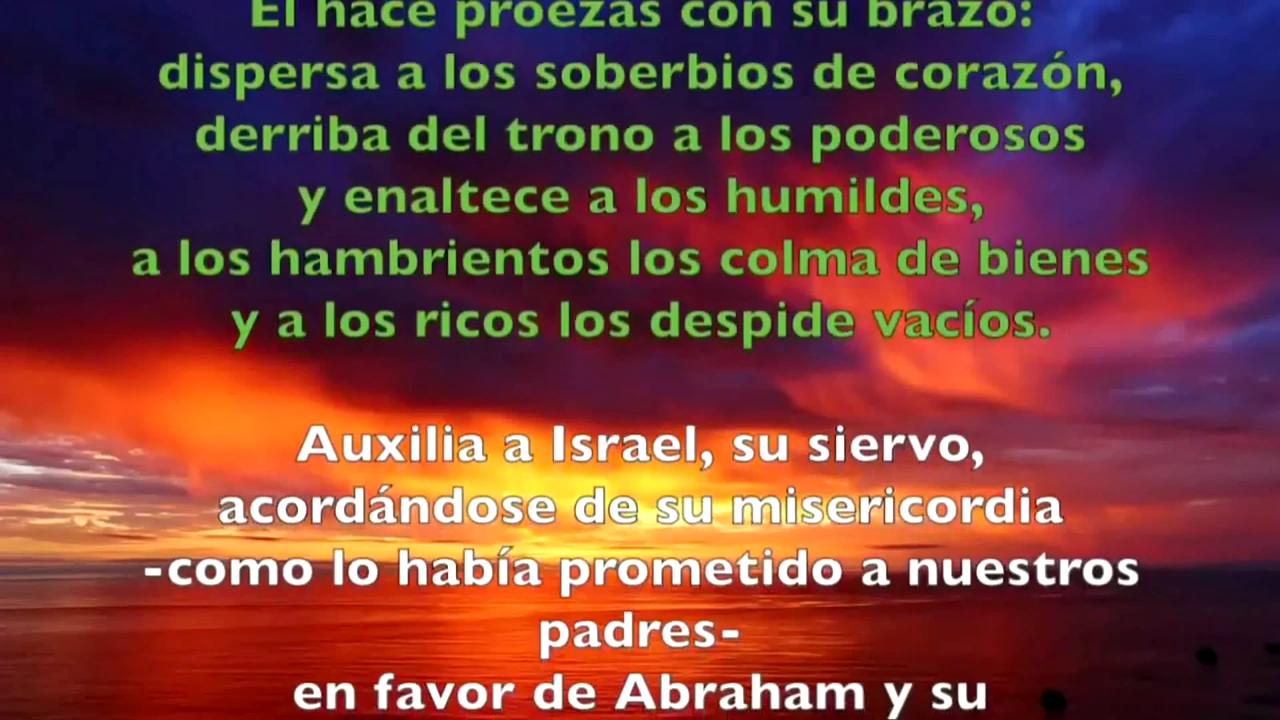 Él hace proezas con su brazo:
dispersa a los soberbios de corazón,
derriba del trono a los poderosos
y enaltece a los humildes,
a los hambrientos los colma de bienes
y a los ricos los despide vacíos.
Auxilia a Israel, su siervo,
acordándose de su misericordia
-como lo había prometido a nuestros
padres-
en favor de Abraham y su